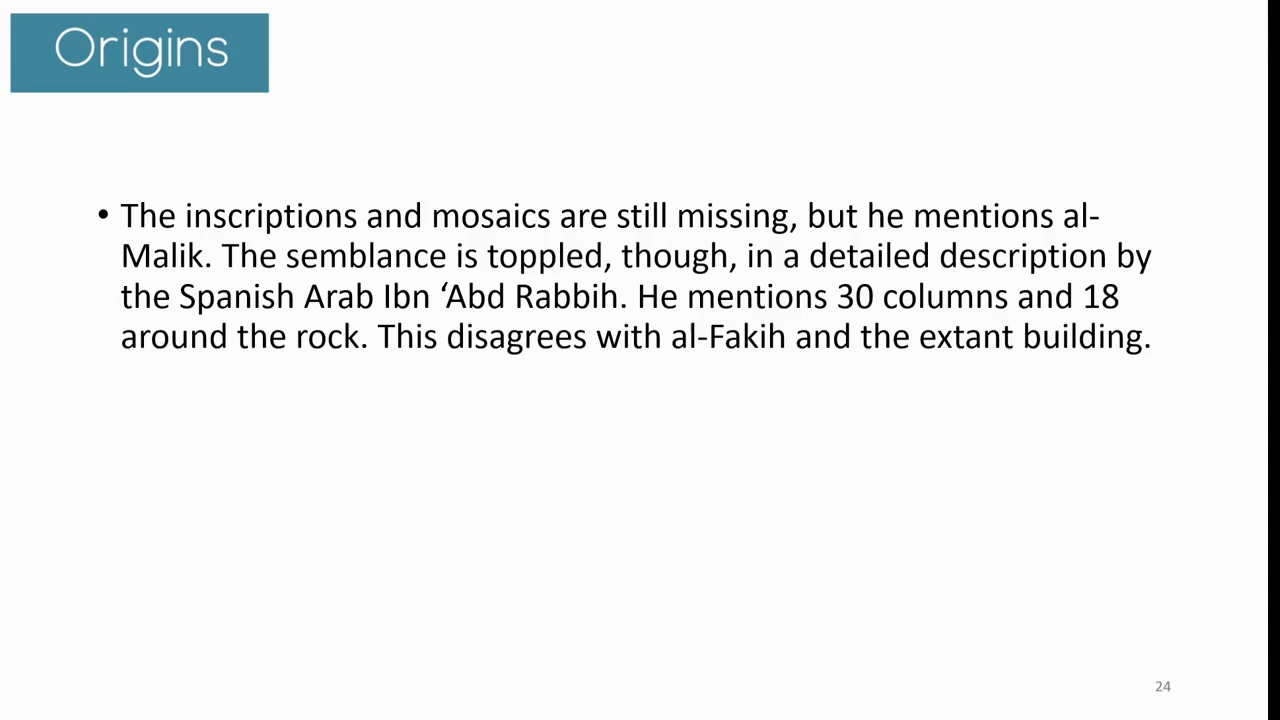 Origins
• The inscriptions and mosaics are still missing, but he mentions al-
Malik. The semblance is toppled, though, in a detailed description by
the Spanish Arab Ibn ‘Abd Rabbih. He mentions 30 columns and 18
around the rock. This disagrees with al-Fakih and the extant building.
24